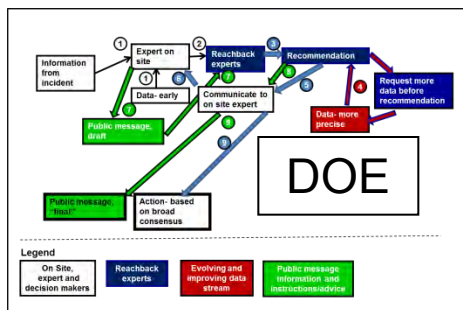 1
Expert on
site
2
Reachback
experts
3
Recommendation
Information
from
incident
1
6
7
8
5
4
Request more
data before
recommendation
7
Data- early
Communicate to
on site expert
Data- more
precise
Public message,
draft
9
9
DOE
Public message,
"final:"
Action- based
on broad
consensus
Legend
On Site,
expert and
decision makers
Reachback
experts
Evolving and
improving data
stream
Public message
information and
instructions/advice